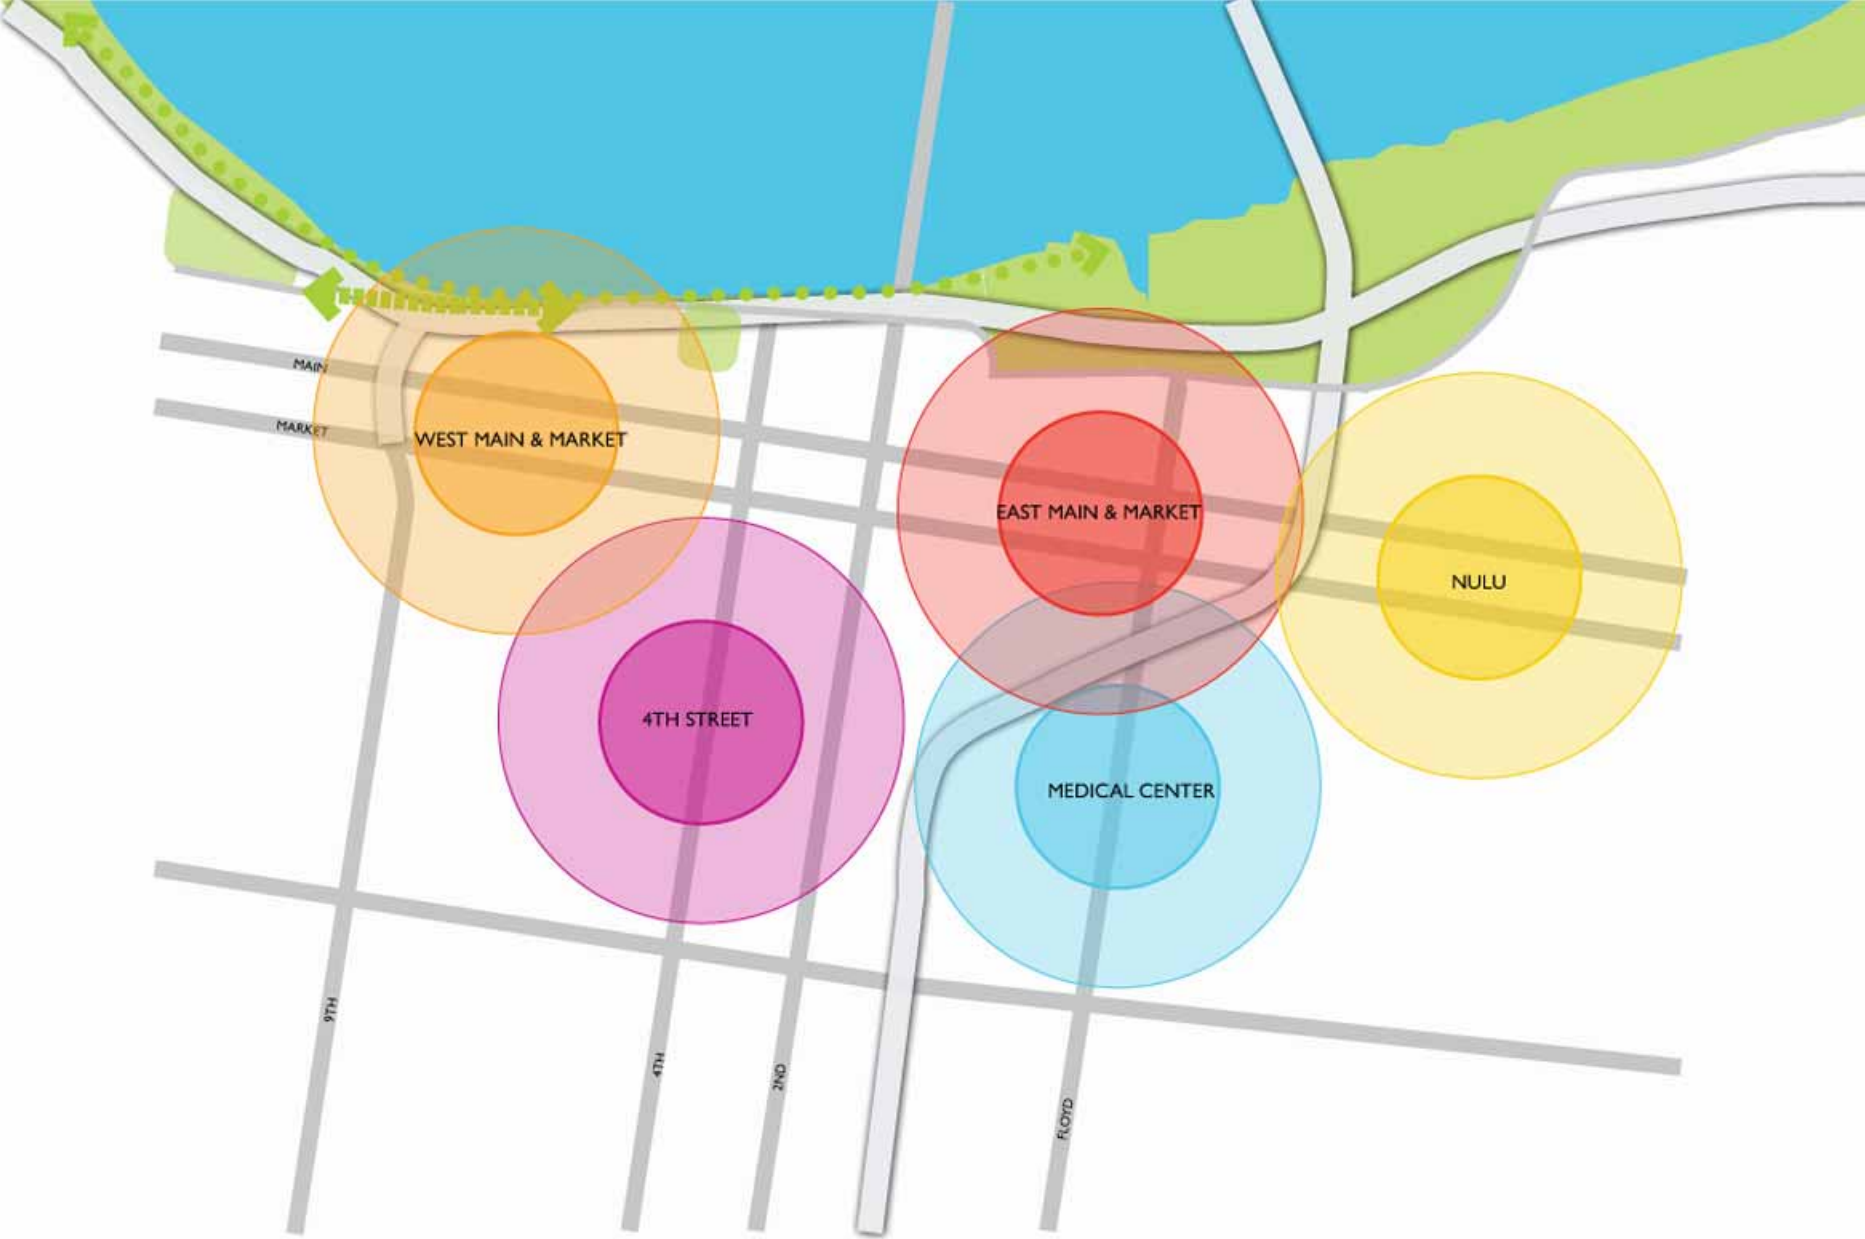 MAIN
MARKET
WEST MAIN & MARKET
EAST MAIN & MARKET
NULU
4TH STREET
MEDICAL CENTER
9TH
4TH
2ND
FLOYD